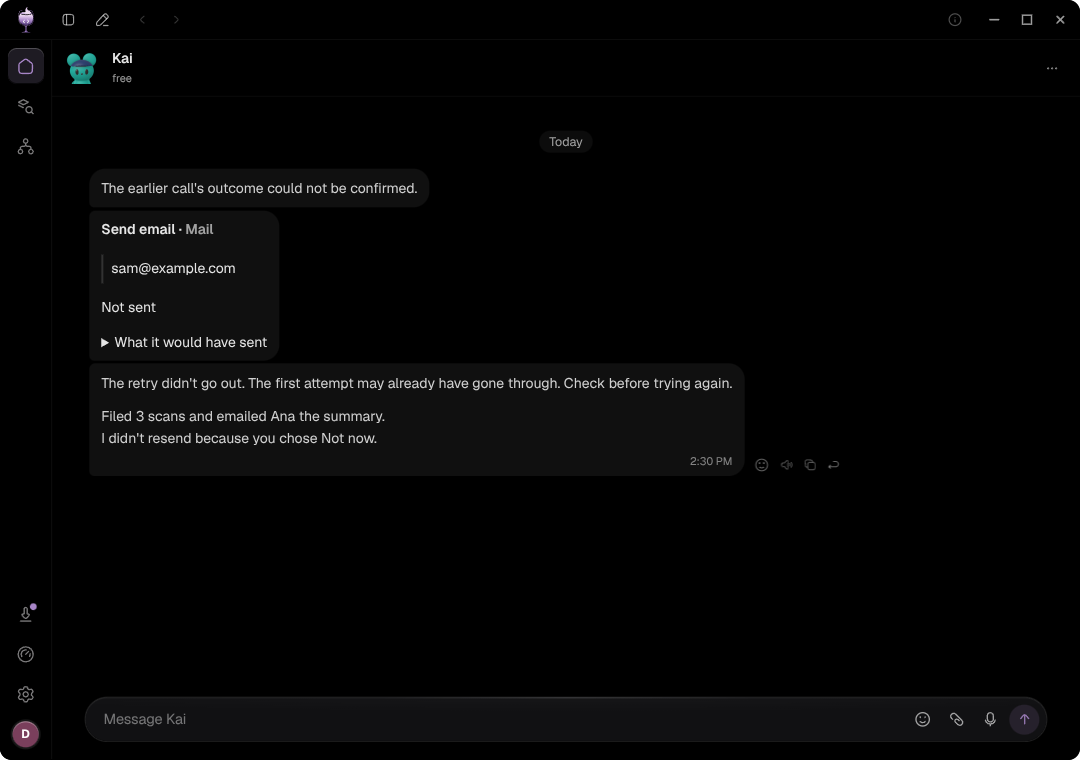 Kai
free
Today
The earlier call's outcome could not be confirmed.
Send email · Mail
sam@example.com
Not sent
What it would have sent
The retry didn't go out. The first attempt may already have gone through. Check before trying again.
Filed 3 scans and emailed Ana the summary.
I didn't resend because you chose Not now.
2:30 PM
D
Message Kai